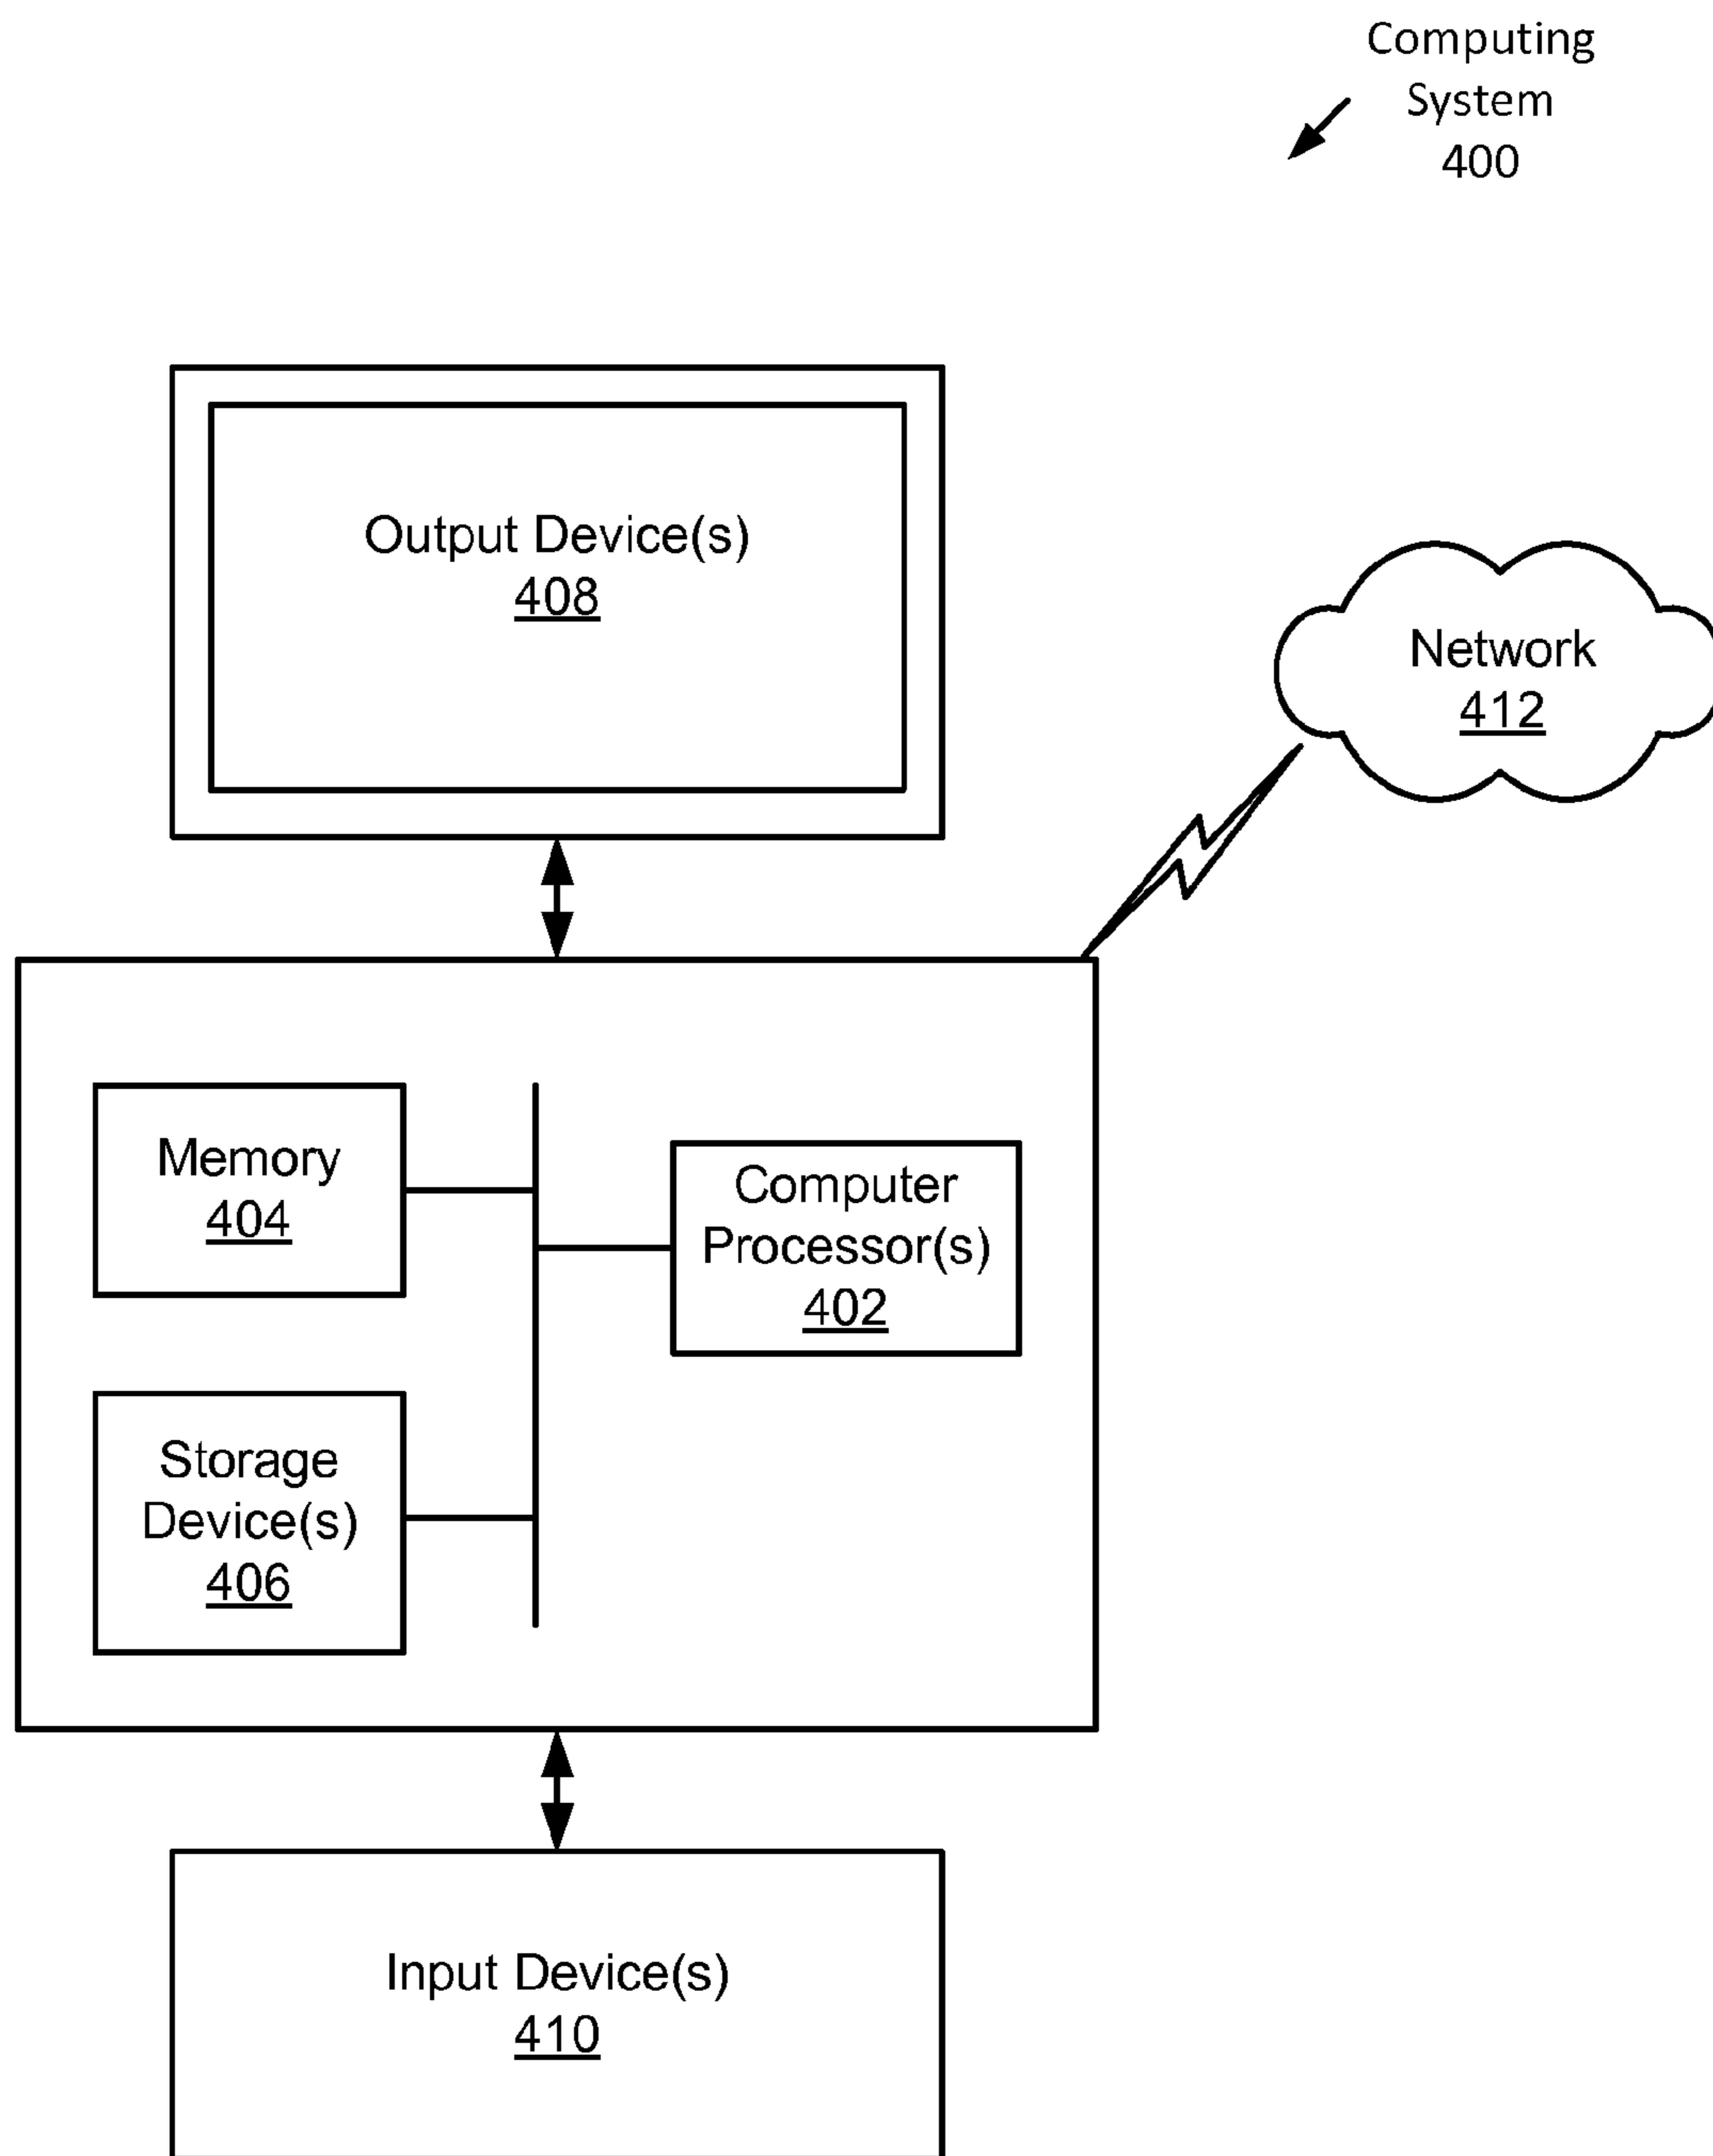 Computing
System
400
Output Device(s)
408
Network
412
Memory
404
Computer
Processor(s)
402
Storage
Device(s)
406
Input Device(s)
410